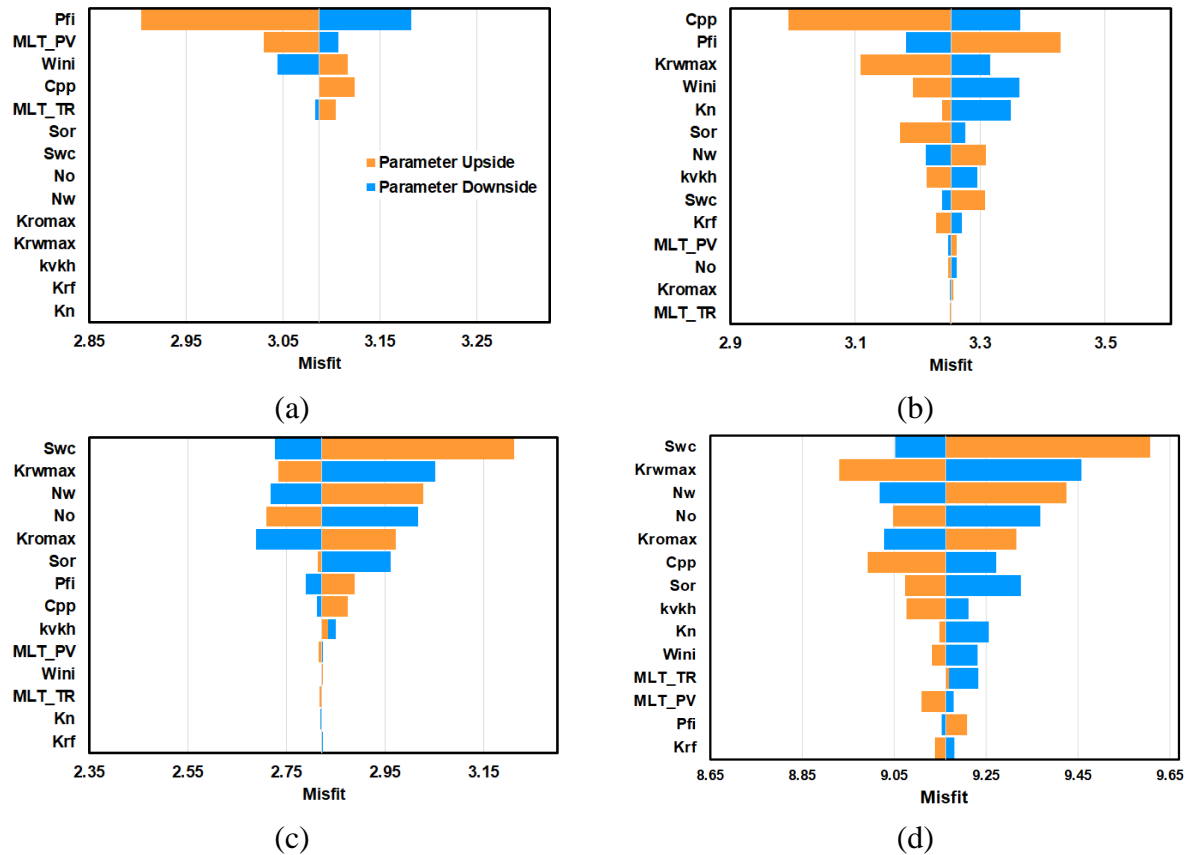 Pfi
MLT_PV
Wini
Cpp
MLT_TR
Sor
Swc
No
Nw
Kromax
Krwmax
kvkh
Krf
Kn
Parameter Upside
Parameter Downside
2.85 2.95 3.05 3.15 3.25
Misfit
(a)
Cpp
Pfi
Krwmax
Wini
Kn
Sor
Nw
kvkh
Swc
Krf
MLT_PV
No
Kromax
MLT_TR
2.9 3.1 3.3 3.5
Misfit
(b)
Swc
Krwmax
Nw
No
Kromax
Sor
Pfi
Cpp
kvkh
MLT_PV
Wini
MLT_TR
Kn
Krf
2.35 2.55 2.75 2.95 3.15
Misfit
(c)
Swc
Krwmax
Nw
No
Kromax
Cpp
Sor
kvkh
Kn
Wini
MLT_TR
MLT_PV
Pfi
Krf
8.65 8.85 9.05 9.25 9.45 9.65
Misfit
(d)